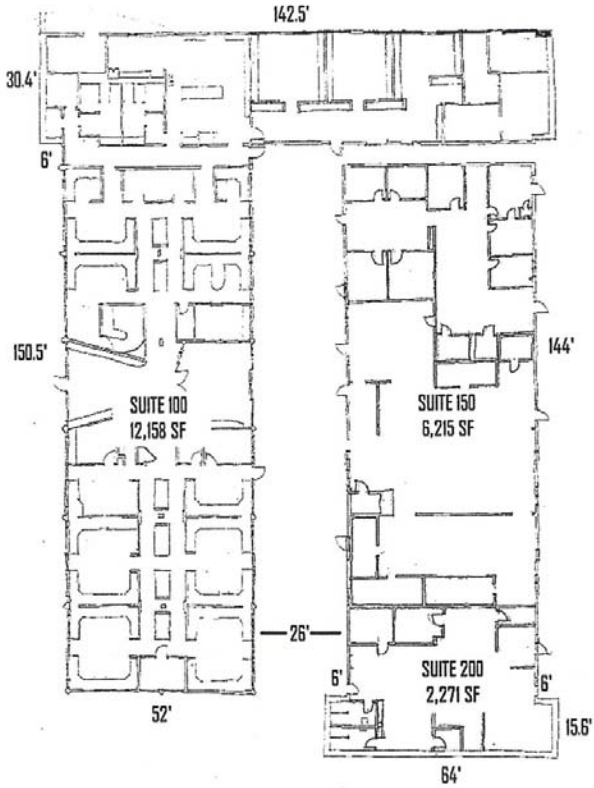 142.5'
30.4'
6'
150.5'
144'
SUITE 100
12,158 SF
SUITE 150
6,215 SF
26'
SUITE 200
2,271 SF
6'
6'
52'
15.6'
64'